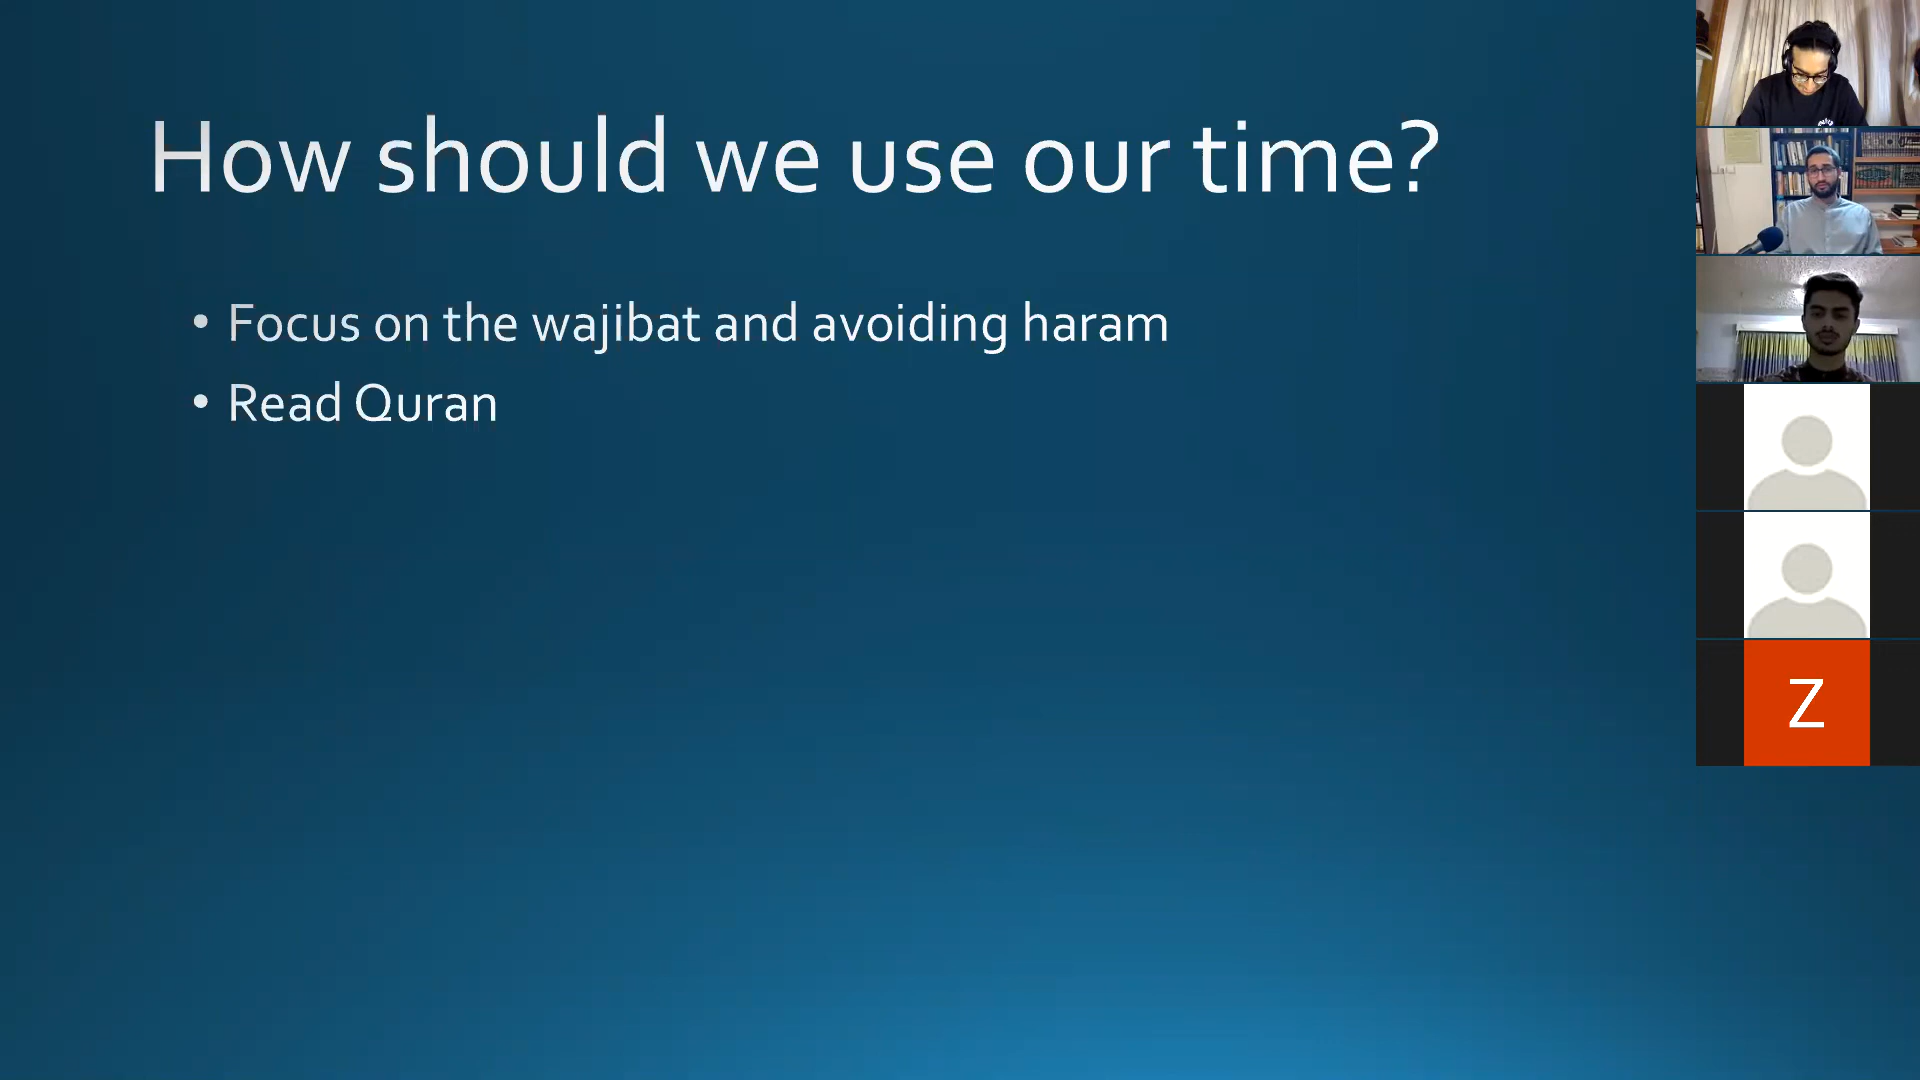 How should we use our time?
• Focus on the wajibat and avoiding haram
• Read Quran
Z